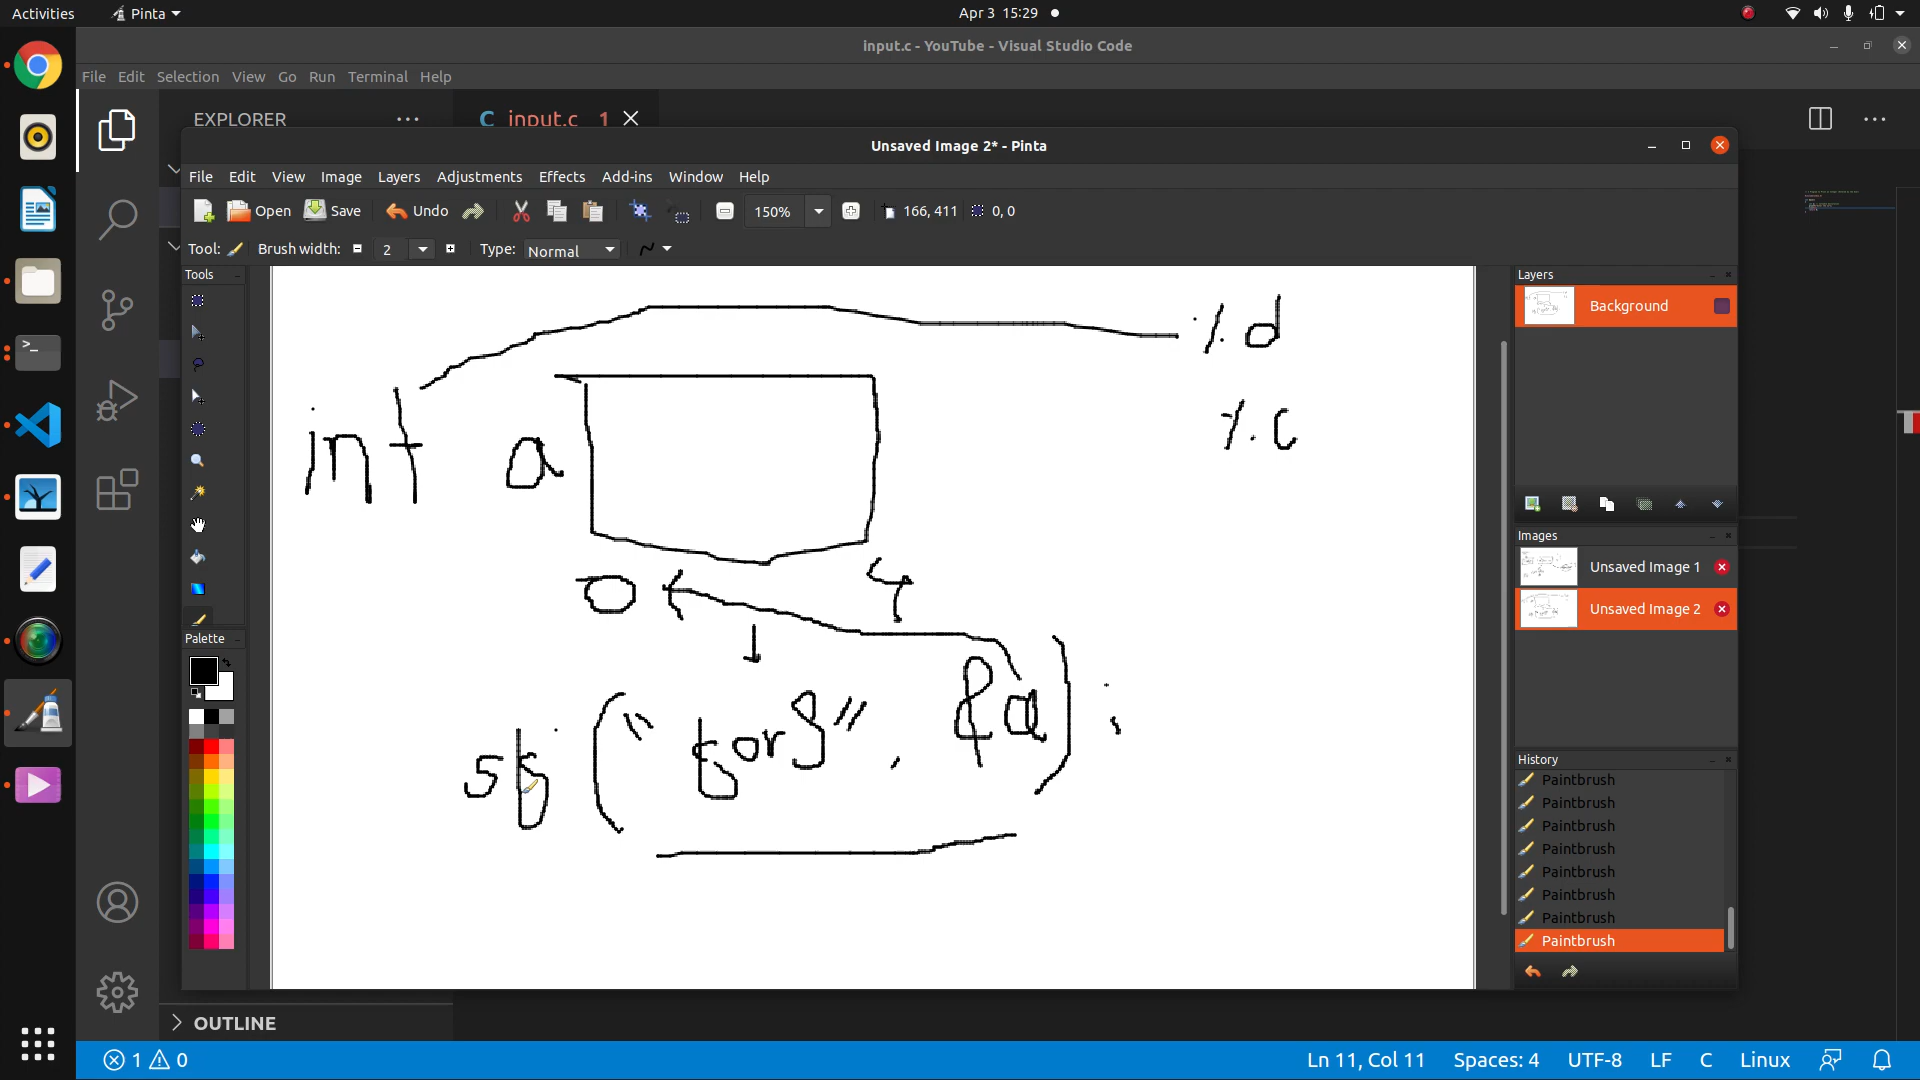 Activities Pinta Apr 3 15:29
input.c - YouTube - Visual Studio Code
File Edit Selection View Go Run Terminal Help
EXPLORER ··· C input.c 1
Unsaved Image 2* - Pinta
File Edit View Image Layers Adjustments Effects Add-ins Window Help
Open Save Undo 150% 166, 411 0, 0
Tool: Brush width: 2 Type: Normal
Tools
Layers
Background
%d
int a
%c
0 4
( " " , &a) ;
Images
Unsaved Image 1
Unsaved Image 2
Palette
History
Paintbrush
Paintbrush
Paintbrush
Paintbrush
Paintbrush
Paintbrush
Paintbrush
Paintbrush
OUTLINE
1 0 Ln 11, Col 11 Spaces: 4 UTF-8 LF C Linux